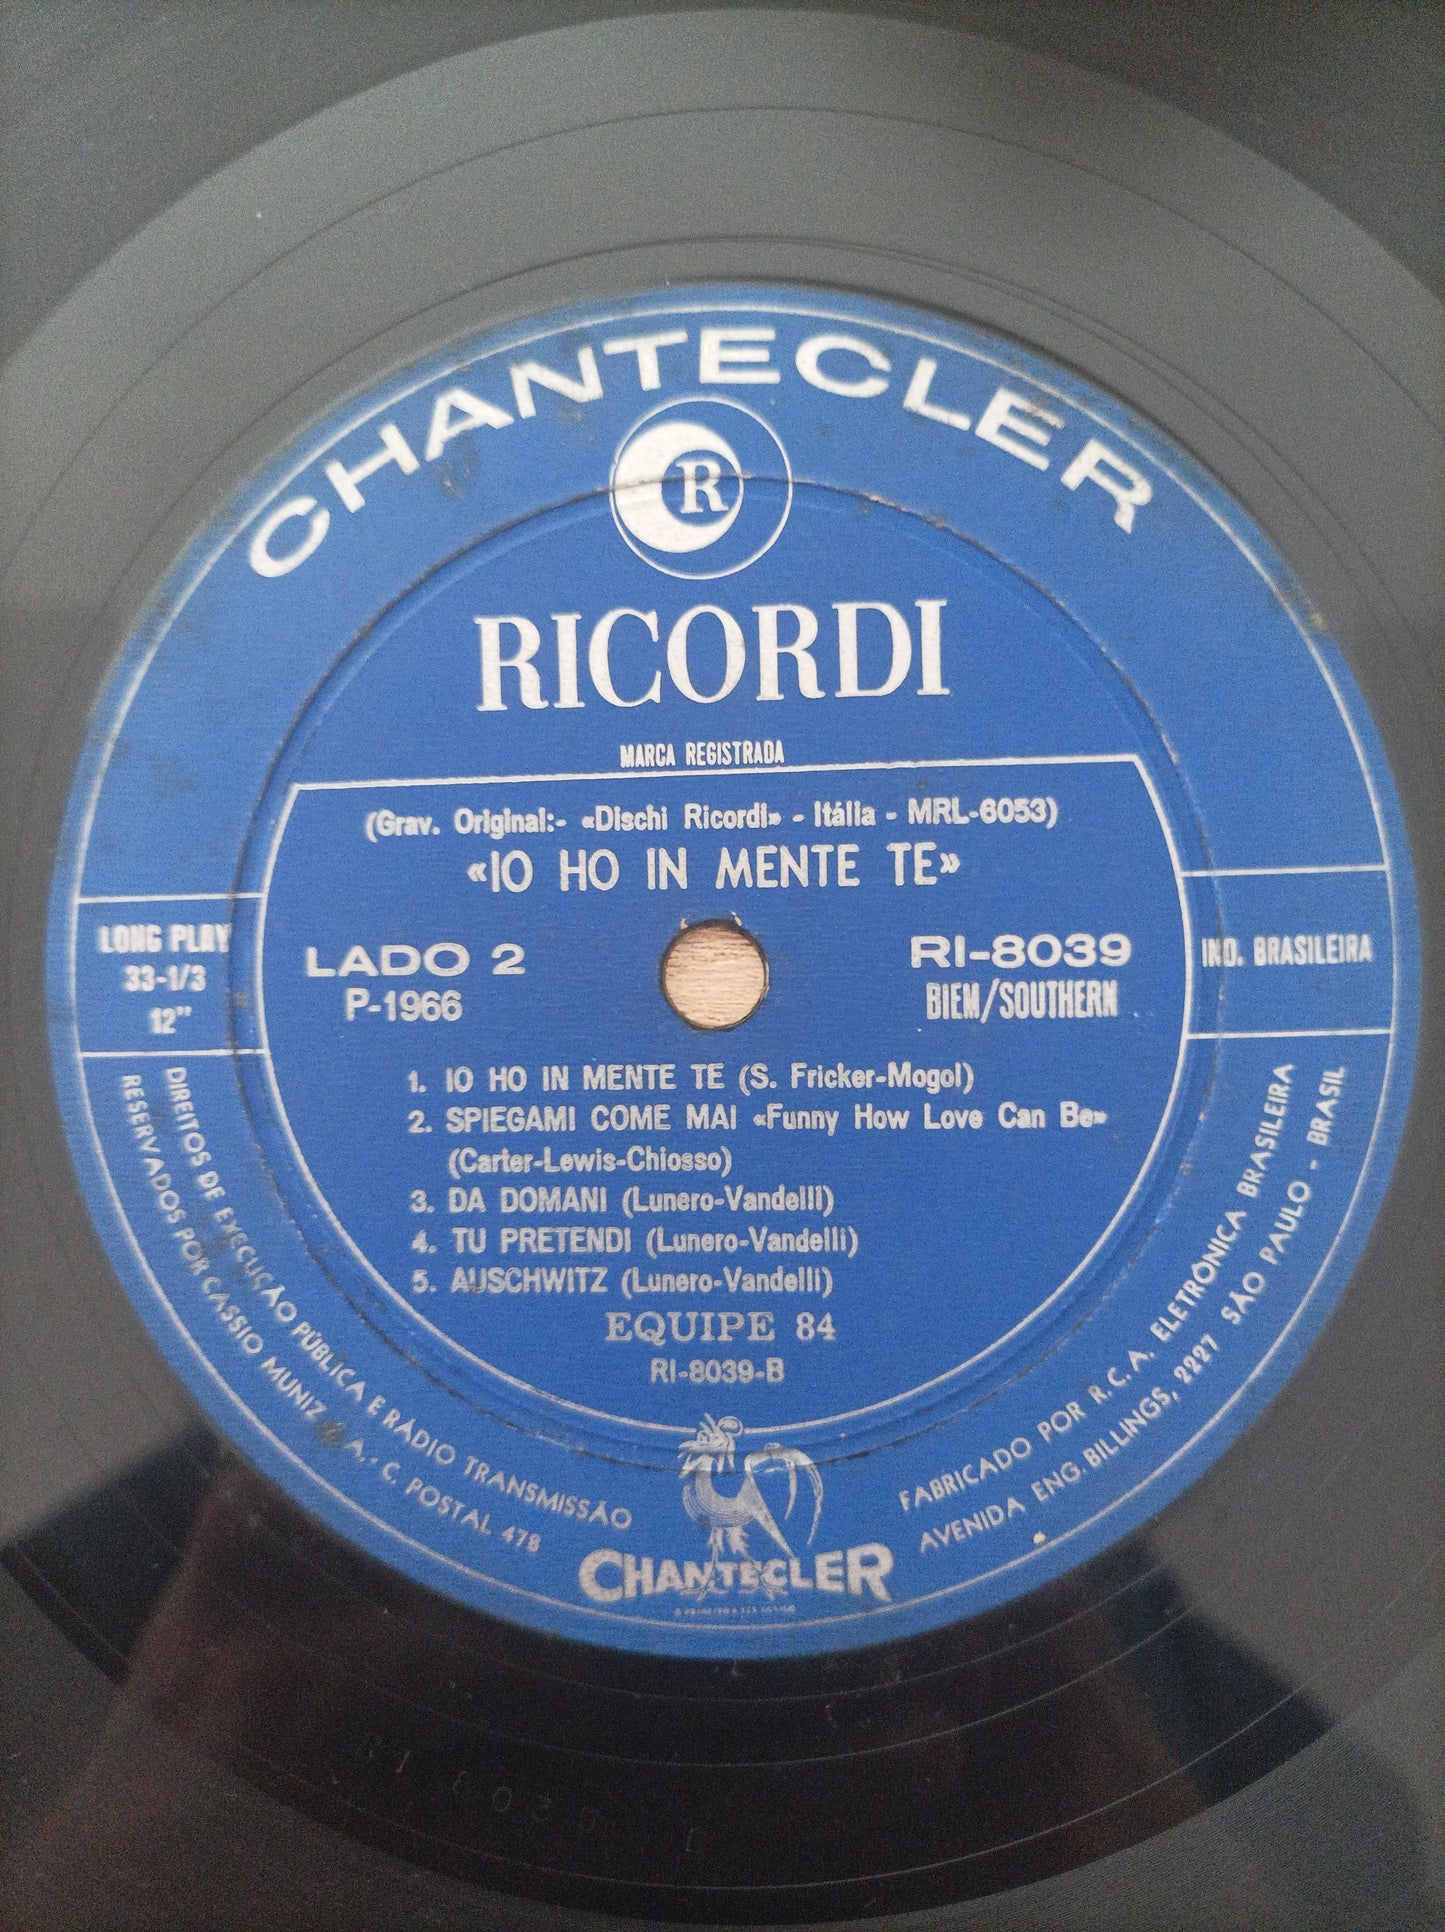 CHANTECLER
R
RICORDI
MARCA REGISTRADA
(Grav. Original:- «Dischi Ricordi» - Itália - MRL-6053)
«IO HO IN MENTE TE»
LONG PLAY
33-1/3
12"
LADO 2
P-1966
RI-8039
BIEM/SOUTHERN
IND. BRASILEIRA
1. IO HO IN MENTE TE (S. Fricker-Mogol)
2. SPIEGAMI COME MAI «Funny How Love Can Be»
(Carter-Lewis-Chiosso)
3. DA DOMANI (Lunero-Vandelli)
4. TU PRETENDI (Lunero-Vandelli)
5. AUSCHWITZ (Lunero-Vandelli)
EQUIPE 84
RI-8039-B
DIREITOS DE EXECUÇÃO PÚBLICA E RÁDIO TRANSMISSÃO
RESERVADOS POR CASSIO MUNIZ A. - C. POSTAL 478
FABRICADO POR R.C.A. ELETRÔNICA BRASILEIRA
AVENIDA ENG. BILLINGS, 2227 SÃO PAULO - BRASIL
CHANTECLER
RI 8039